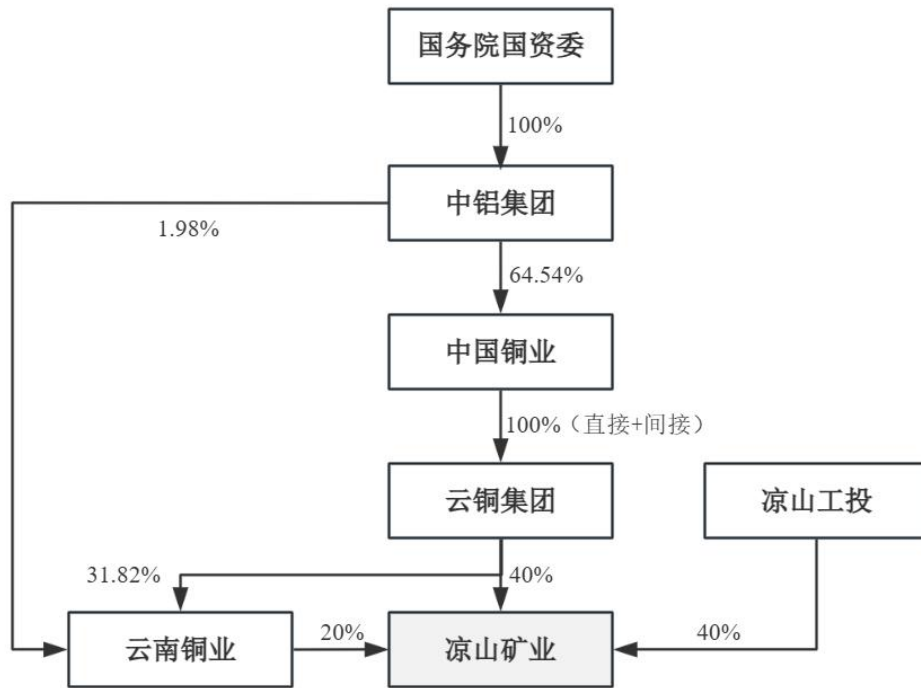 国务院国资委
100%
中铝集团
1.98%
64.54%
中国铜业
100%（直接+间接）
云铜集团
凉山工投
31.82%
40%
云南铜业
20%
凉山矿业
40%